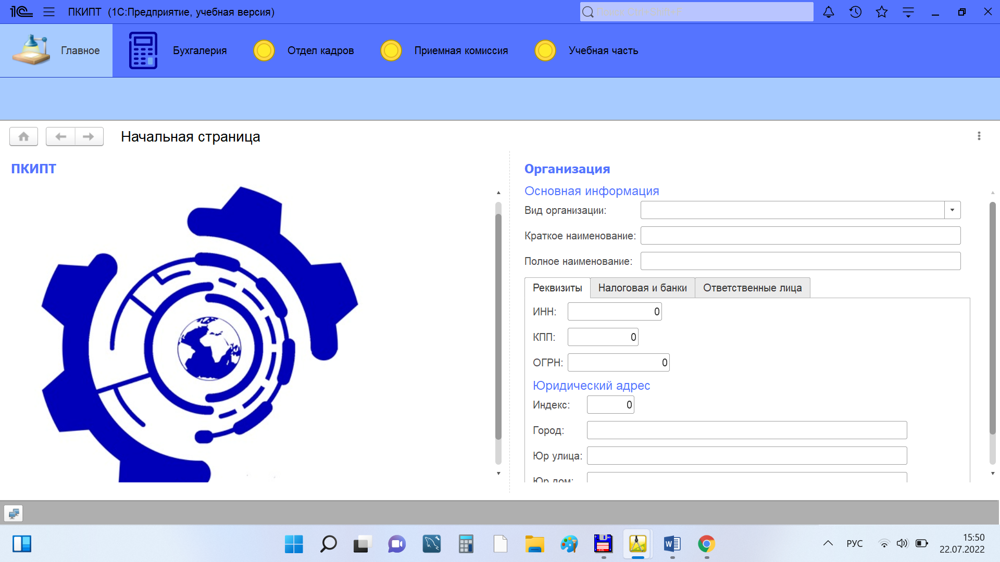 ПКИПТ (1С:Предприятие, учебная версия)
Поиск Ctrl+Shift+F
Главное
Бухгалерия
Отдел кадров
Приемная комиссия
Учебная часть
Начальная страница
ПКИПТ
Организация
Основная информация
Вид организации:
Краткое наименование:
Полное наименование:
Реквизиты
Налоговая и банки
Ответственные лица
ИНН: 0
КПП: 0
ОГРН: 0
Юридический адрес
Индекс: 0
Город:
Юр улица:
Юр дом:
РУС
15:50
22.07.2022